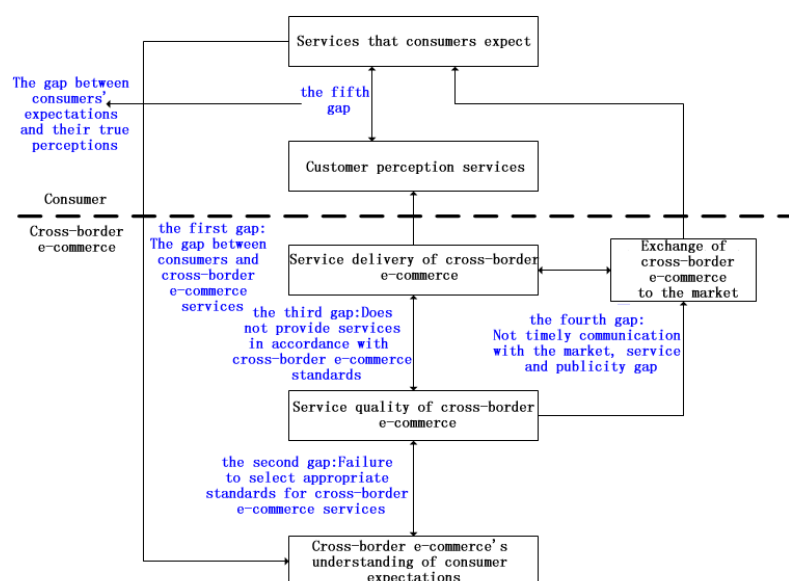 Services that consumers expect
The gap between
consumers'
expectations
and their true
perceptions
the fifth
gap
Customer perception services
Consumer
Cross-border
e-commerce
the first gap:
The gap between
consumers and
cross-border
e-commerce
services
Service delivery of cross-border
e-commerce
Exchange of
cross-border
e-commerce
to the market
the third gap:Does
not provide services
in accordance with
cross-border e-commerce
standards
the fourth gap:
Not timely communication
with the market, service
and publicity gap
Service quality of cross-border
e-commerce
the second gap:Failure
to select appropriate
standards for cross-border
e-commerce services
Cross-border e-commerce's
understanding of consumer
expectations